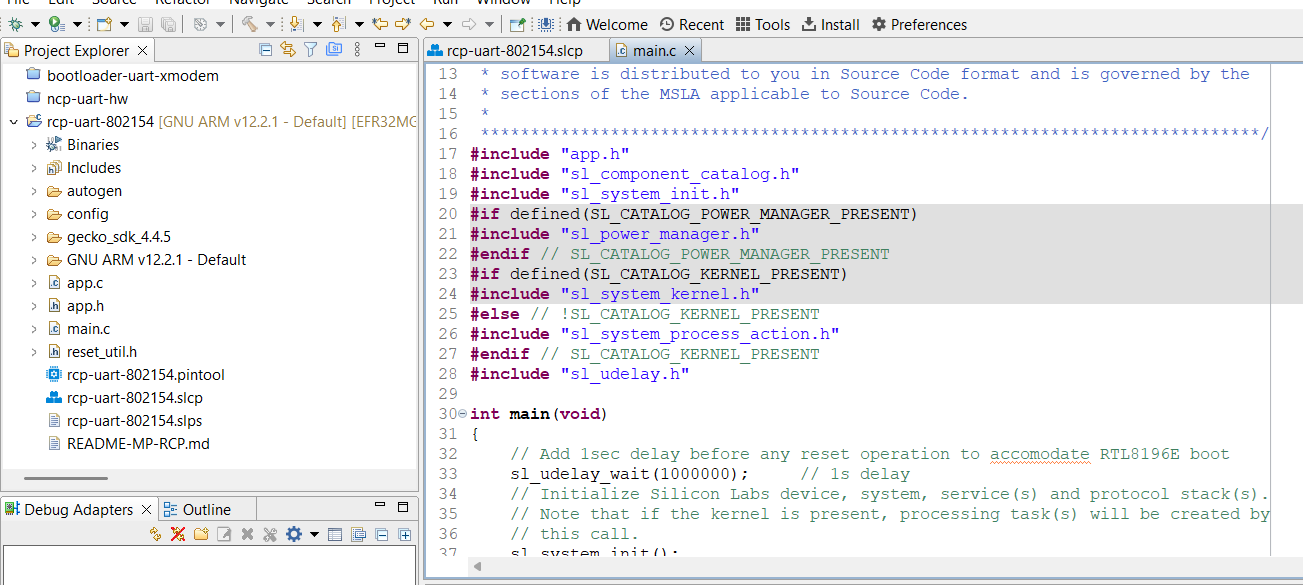 File Edit Source Refactor Navigate Search Project Run Window Help
Welcome Recent Tools Install Preferences
Project Explorer
bootloader-uart-xmodem
ncp-uart-hw
rcp-uart-802154 [GNU ARM v12.2.1 - Default] [EFR32MG
Binaries
Includes
autogen
config
gecko_sdk_4.4.5
GNU ARM v12.2.1 - Default
app.c
app.h
main.c
reset_util.h
rcp-uart-802154.pintool
rcp-uart-802154.slcp
rcp-uart-802154.slps
README-MP-RCP.md
Debug Adapters Outline
rcp-uart-802154.slcp main.c
13 * software is distributed to you in Source Code format and is governed by the
14 * sections of the MSLA applicable to Source Code.
15 *
16 ******************************************************************************/
17 #include "app.h"
18 #include "sl_component_catalog.h"
19 #include "sl_system_init.h"
20 #if defined(SL_CATALOG_POWER_MANAGER_PRESENT)
21 #include "sl_power_manager.h"
22 #endif // SL_CATALOG_POWER_MANAGER_PRESENT
23 #if defined(SL_CATALOG_KERNEL_PRESENT)
24 #include "sl_system_kernel.h"
25 #else // !SL_CATALOG_KERNEL_PRESENT
26 #include "sl_system_process_action.h"
27 #endif // SL_CATALOG_KERNEL_PRESENT
28 #include "sl_udelay.h"
29
30 int main(void)
31 {
32 // Add 1sec delay before any reset operation to accomodate RTL8196E boot
33 sl_udelay_wait(1000000); // 1s delay
34 // Initialize Silicon Labs device, system, service(s) and protocol stack(s).
35 // Note that if the kernel is present, processing task(s) will be created by
36 // this call.
37 sl_system_init();